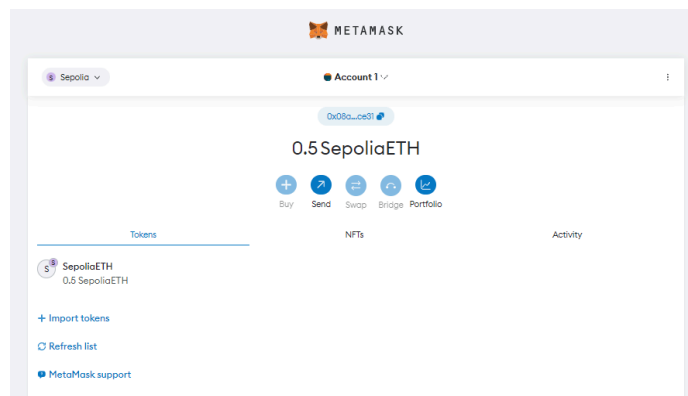 METAMASK
S Sepolia
Account 1
0x08a...ce31
0.5 SepoliaETH
Buy Send Swap Bridge Portfolio
Tokens NFTs Activity
S S SepoliaETH
0.5 SepoliaETH
+ Import tokens
Refresh list
MetaMask support